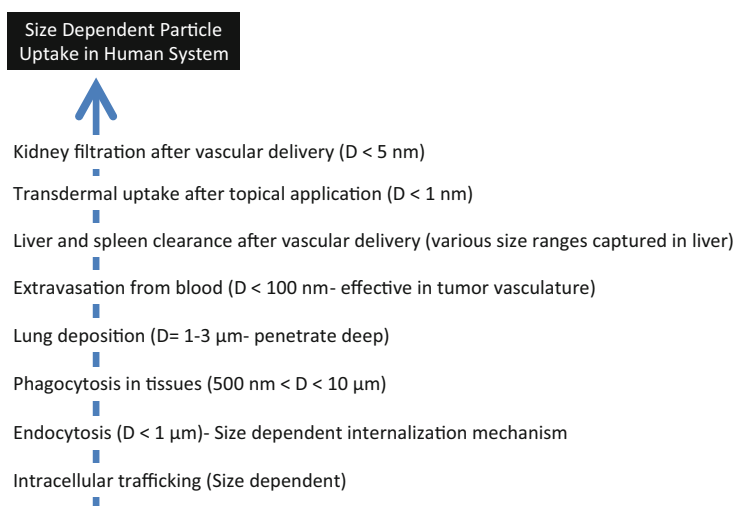 Size Dependent Particle
Uptake in Human System
Kidney filtration after vascular delivery (D < 5 nm)
Transdermal uptake after topical application (D < 1 nm)
Liver and spleen clearance after vascular delivery (various size ranges captured in liver)
Extravasation from blood (D < 100 nm- effective in tumor vasculature)
Lung deposition (D= 1-3 μm- penetrate deep)
Phagocytosis in tissues (500 nm < D < 10 μm)
Endocytosis (D < 1 μm)- Size dependent internalization mechanism
Intracellular trafficking (Size dependent)